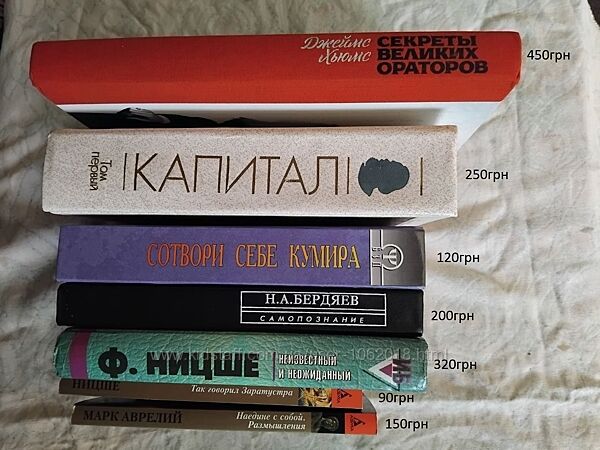 Джеймс
Хьюмс
СЕКРЕТЫ
ВЕЛИКИХ
ОРАТОРОВ
450грн
Том
первый
КАПИТАЛ
250грн
СОТВОРИ СЕБЕ КУМИРА
120грн
Н.А.БЕРДЯЕВ
САМОПОЗНАНИЕ
200грн
Ф. НИЦШЕ
НЕИЗВЕСТНЫЙ
И НЕОЖИДАННЫЙ
320грн
НИЦШЕ
Так говорил Заратустра
90грн
МАРК АВРЕЛИЙ
Наедине с собой.
Размышления
150грн